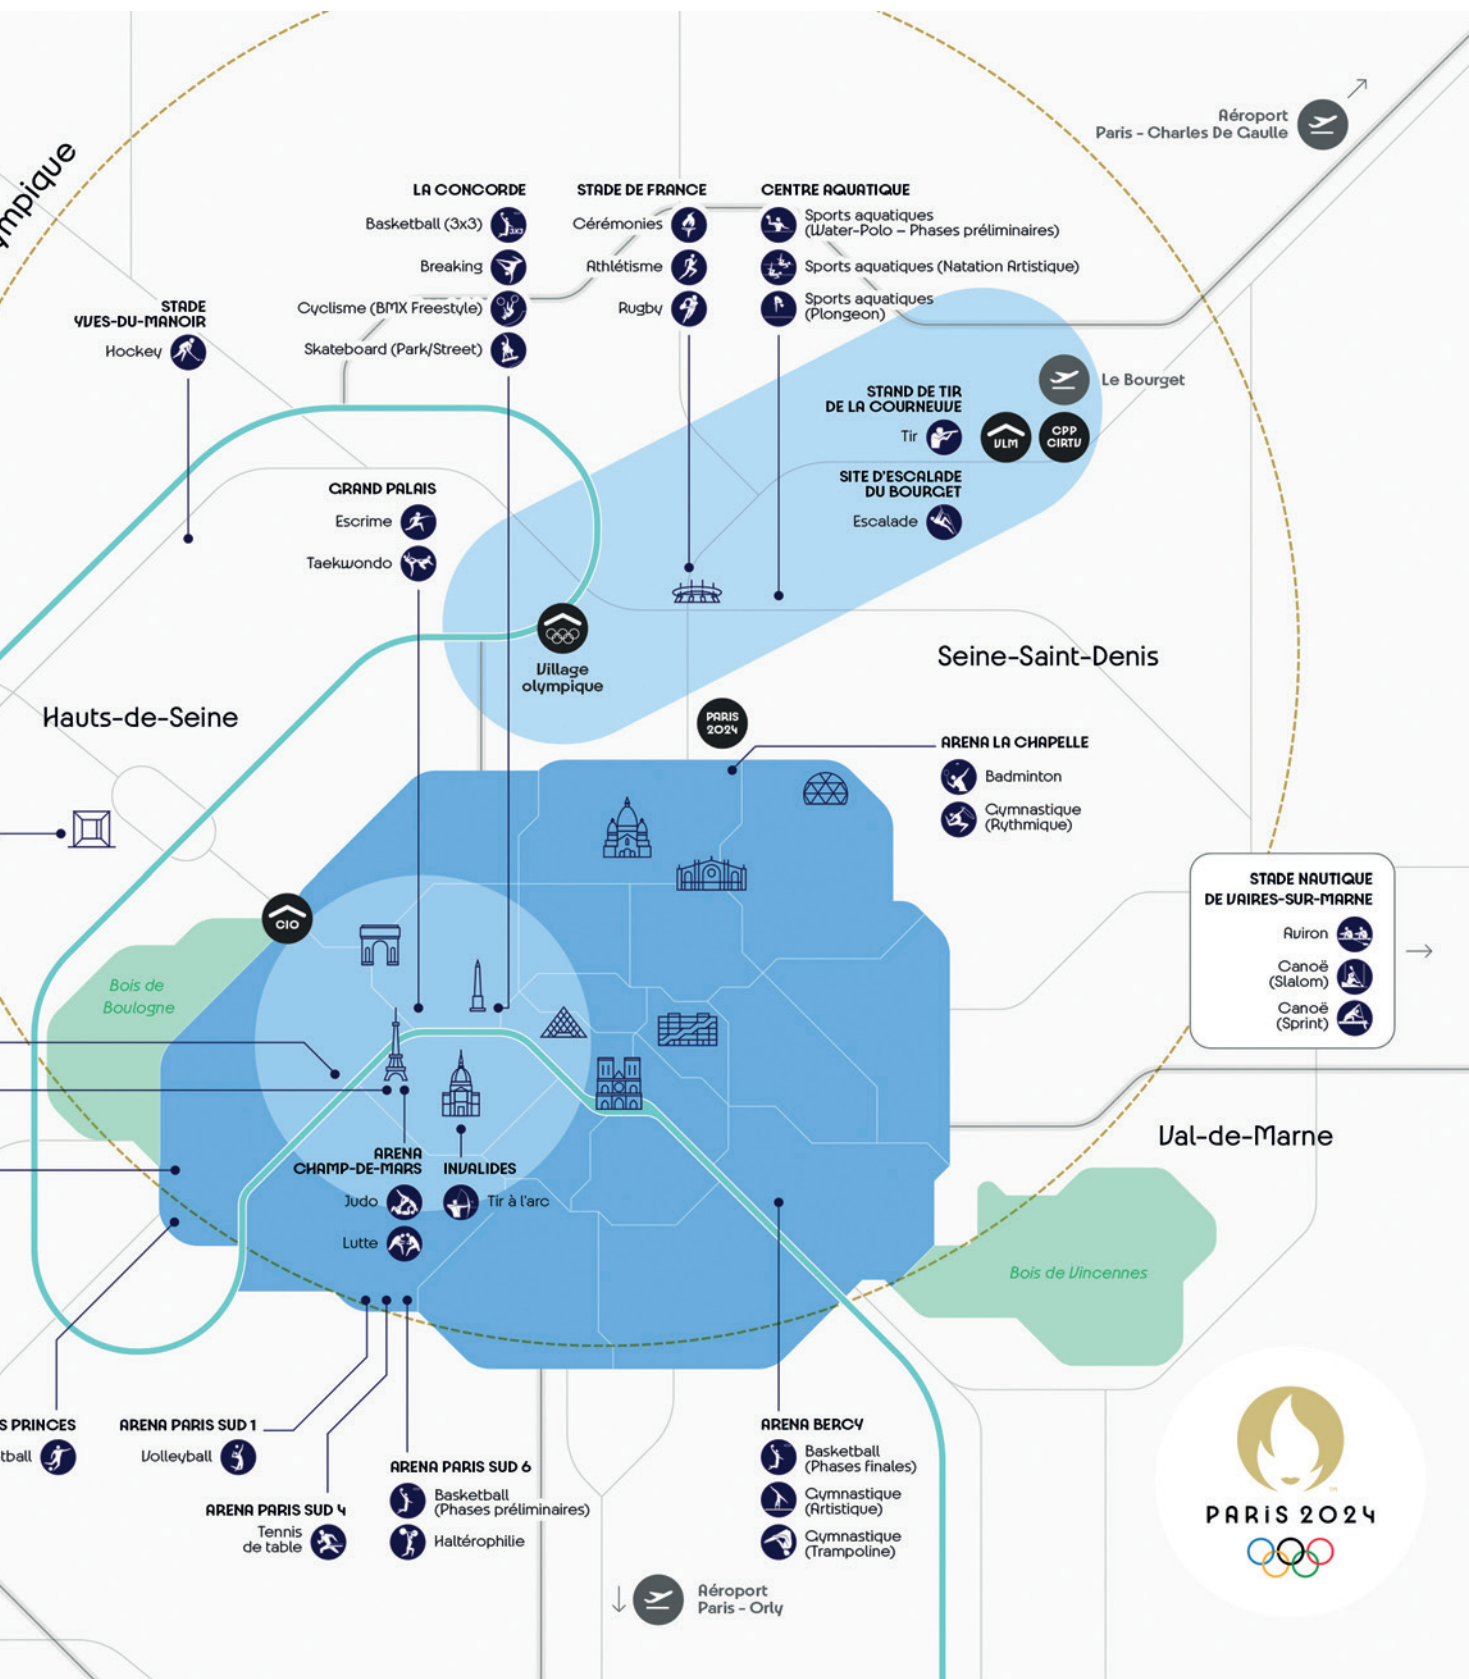 Aéroport
Paris - Charles De Gaulle
LA CONCORDE
Basketball (3x3)
3X3
Breaking
Cyclisme (BMX Freestyle)
Skateboard (Park/Street)
STADE DE FRANCE
Cérémonies
Athlétisme
Rugby
CENTRE AQUATIQUE
Sports aquatiques
(Water-Polo – Phases préliminaires)
Sports aquatiques (Natation Artistique)
Sports aquatiques
(Plongeon)
STADE
YVES-DU-MANOIR
Hockey
Le Bourget
STAND DE TIR
DE LA COURNEUVE
Tir
VLM
CPP
CIRTV
SITE D'ESCALADE
DU BOURGET
Escalade
GRAND PALAIS
Escrime
Taekwondo
Village
olympique
Seine-Saint-Denis
Hauts-de-Seine
PARIS
2024
ARENA LA CHAPELLE
Badminton
Gymnastique
(Rythmique)
STADE NAUTIQUE
DE VAIRES-SUR-MARNE
Aviron
Canoë
(Slalom)
Canoë
(Sprint)
CIO
Bois de
Boulogne
ARENA
CHAMP-DE-MARS
Judo
Lutte
INVALIDES
Tir à l'arc
Val-de-Marne
Bois de Vincennes
S PRINCES
tball
ARENA PARIS SUD 1
Volleyball
ARENA PARIS SUD 4
Tennis
de table
ARENA PARIS SUD 6
Basketball
(Phases préliminaires)
Haltérophilie
ARENA BERCY
Basketball
(Phases finales)
Gymnastique
(Artistique)
Gymnastique
(Trampoline)
Aéroport
Paris - Orly
PARIS 2024